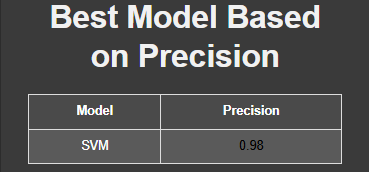 Best Model Based
on Precision
Model Precision
SVM 0.98